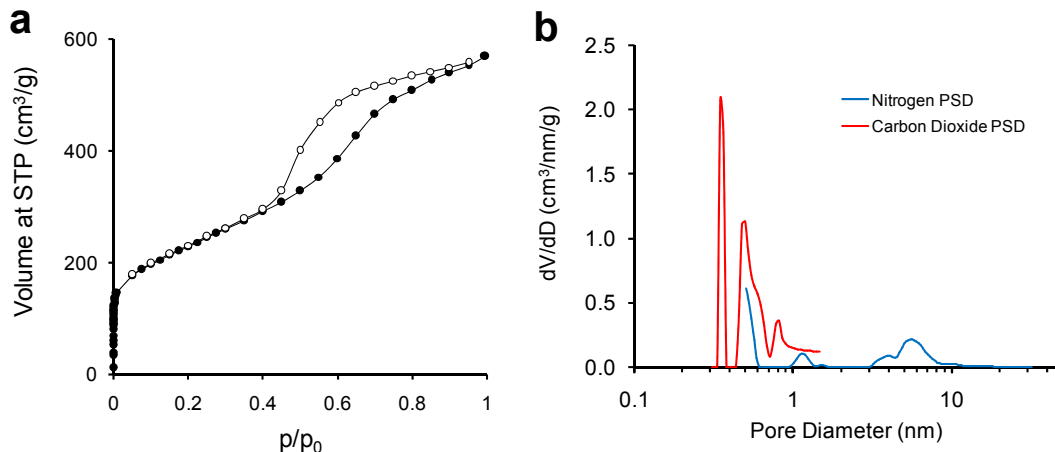 a
600
400
200
0
Volume at STP (cm³/g)
0
0.2
0.4
0.6
0.8
1
p/p₀
b
2.5
2.0
1.5
1.0
0.5
0.0
dV/dD (cm³/nm/g)
Nitrogen PSD
Carbon Dioxide PSD
0.1
1
10
Pore Diameter (nm)